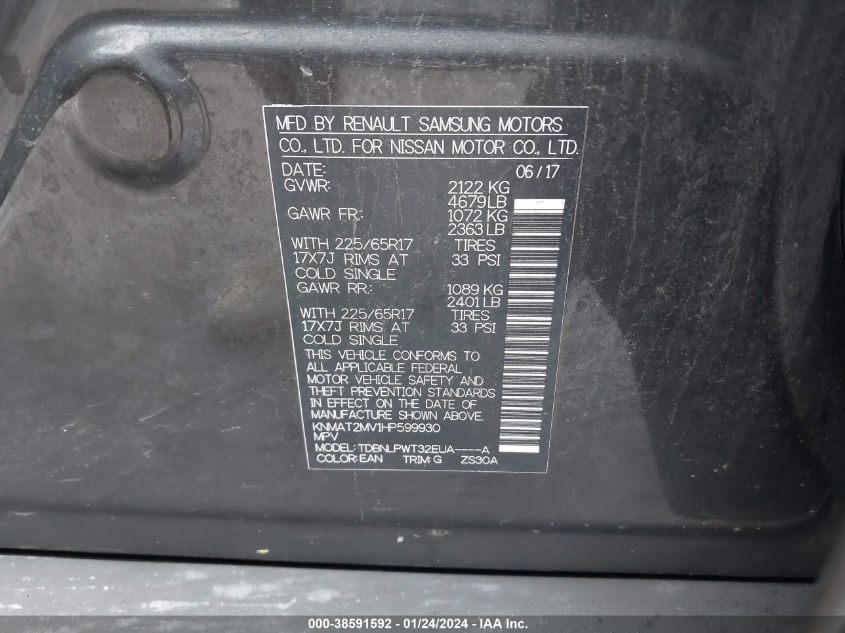 MFD BY RENAULT SAMSUNG MOTORS
CO., LTD. FOR NISSAN MOTOR CO., LTD.
DATE: 06/17
GVWR: 2122 KG
4679LB
GAWR FR: 1072 KG
2363 LB
WITH 225/65R17 TIRES
17X7J RIMS AT 33 PSI
COLD SINGLE
GAWR RR: 1089 KG
2401 LB
WITH 225/65R17 TIRES
17X7J RIMS AT 33 PSI
COLD SINGLE
THIS VEHICLE CONFORMS TO
ALL APPLICABLE FEDERAL
MOTOR VEHICLE SAFETY AND
THEFT PREVENTION STANDARDS
IN EFFECT ON THE DATE OF
MANUFACTURE SHOWN ABOVE.
KNMAT2MV1HP599930
MPV
MODEL: TDBNLPWT32EUA----A
COLOR:EAN TRIM:G ZS30A
000-38591592 - 01/24/2024 - IAA Inc.